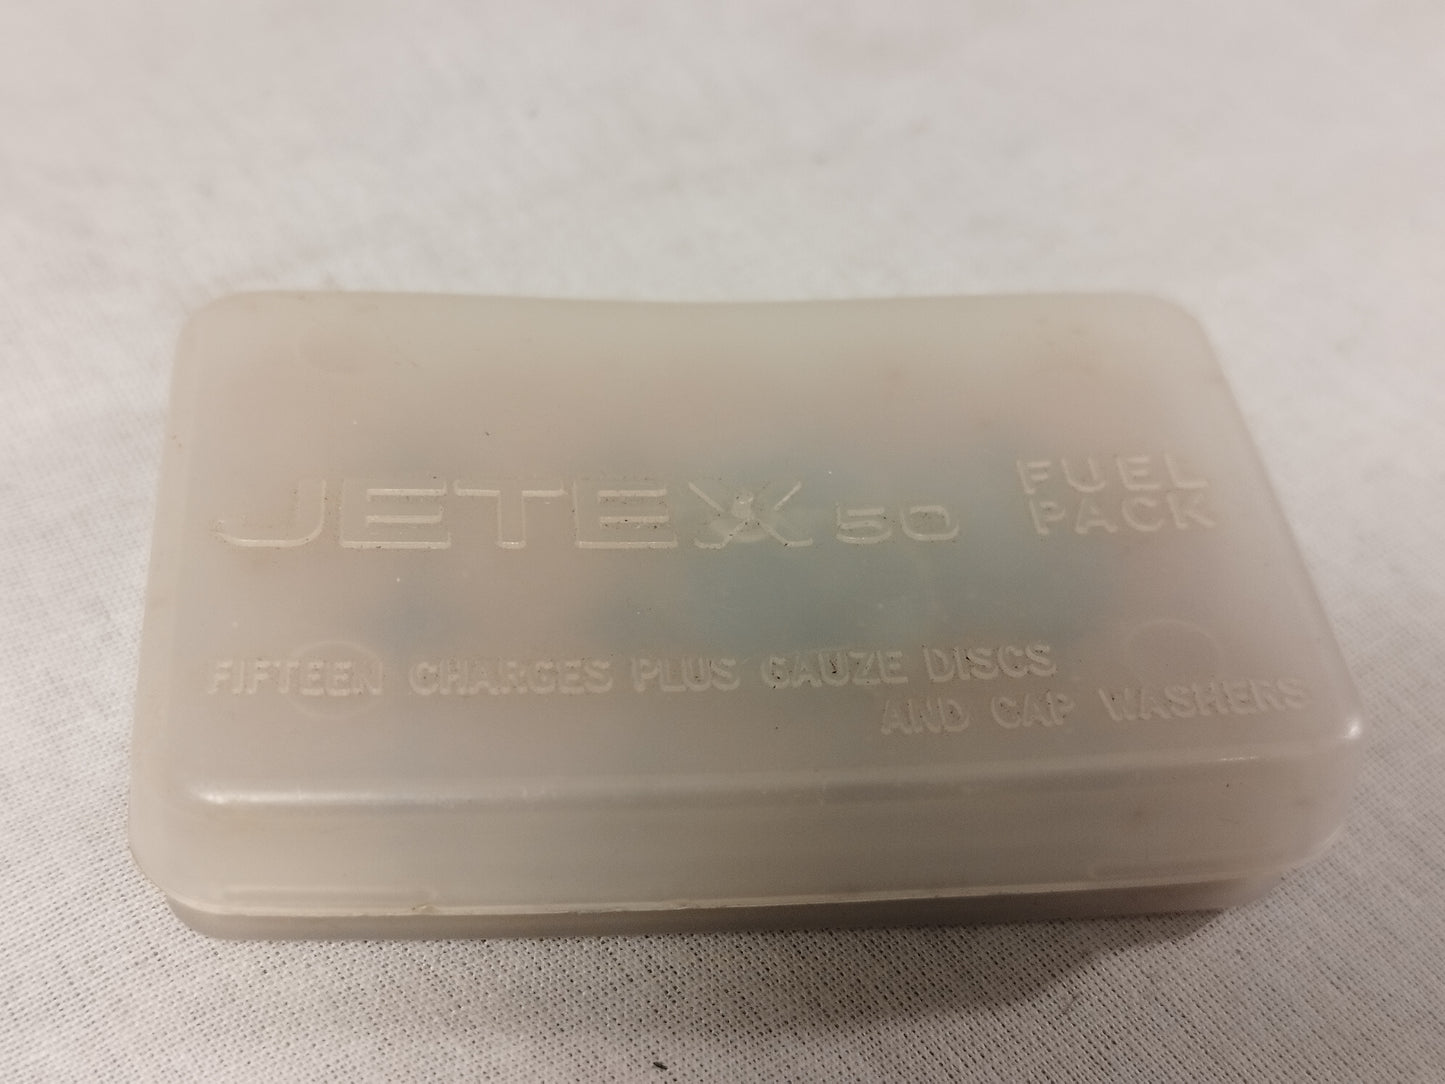 JETEX 50 FUEL PACK
FIFTEEN CHARGES PLUS GAUZE DISCS
AND CAP WASHERS